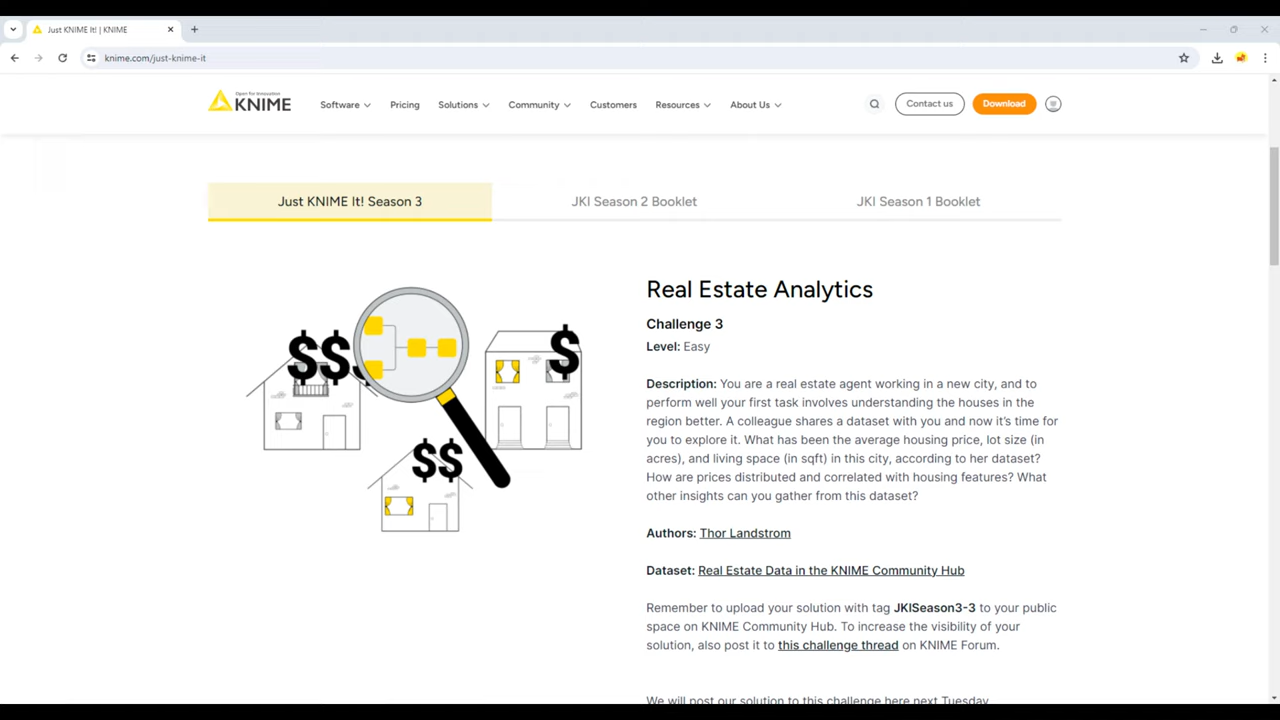 Just KNIME It! | KNIME
knime.com/just-knime-it
Open for Innovation
KNIME
Software
Pricing
Solutions
Community
Customers
Resources
About Us
Contact us
Download
Just KNIME It! Season 3
JKI Season 2 Booklet
JKI Season 1 Booklet
$$$
$
$$
Real Estate Analytics
Challenge 3
Level: Easy
Description: You are a real estate agent working in a new city, and to
perform well your first task involves understanding the houses in the
region better. A colleague shares a dataset with you and now it's time for
you to explore it. What has been the average housing price, lot size (in
acres), and living space (in sqft) in this city, according to her dataset?
How are prices distributed and correlated with housing features? What
other insights can you gather from this dataset?
Authors: Thor Landstrom
Dataset: Real Estate Data in the KNIME Community Hub
Remember to upload your solution with tag JKISeason3-3 to your public
space on KNIME Community Hub. To increase the visibility of your
solution, also post it to this challenge thread on KNIME Forum.
We will post our solution to this challenge here next Tuesday.